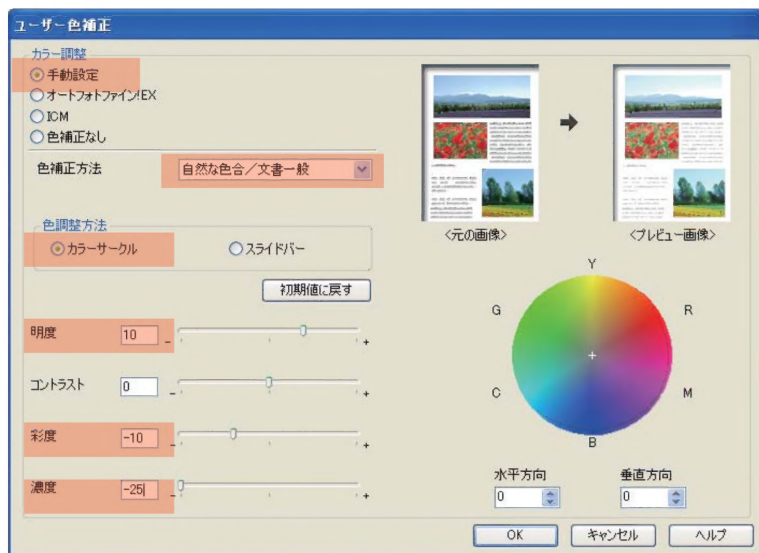 ユーザー色補正
カラー調整
手動設定
オートフォトファイン!EX
ICM
色補正なし
色補正方法 自然な色合/文書一般
<元の画像> <プレビュー画像>
色調整方法
カラーサークル スライドバー
初期値に戻す
明度 10 - +
コントラスト 0 - +
彩度 -10 - +
濃度 -25 - +
Y
G R
C M
B
水平方向 垂直方向
0 0
OK キャンセル ヘルプ